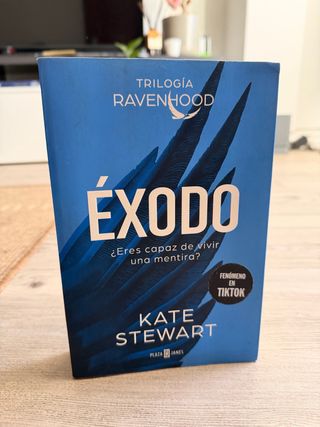 TRILOGÍA
RAVENHOOD
ÉXODO
¿Eres capaz de vivir
una mentira?
FENÓMENO
EN
TIKTOK
KATE
STEWART
PLAZA JANÉS